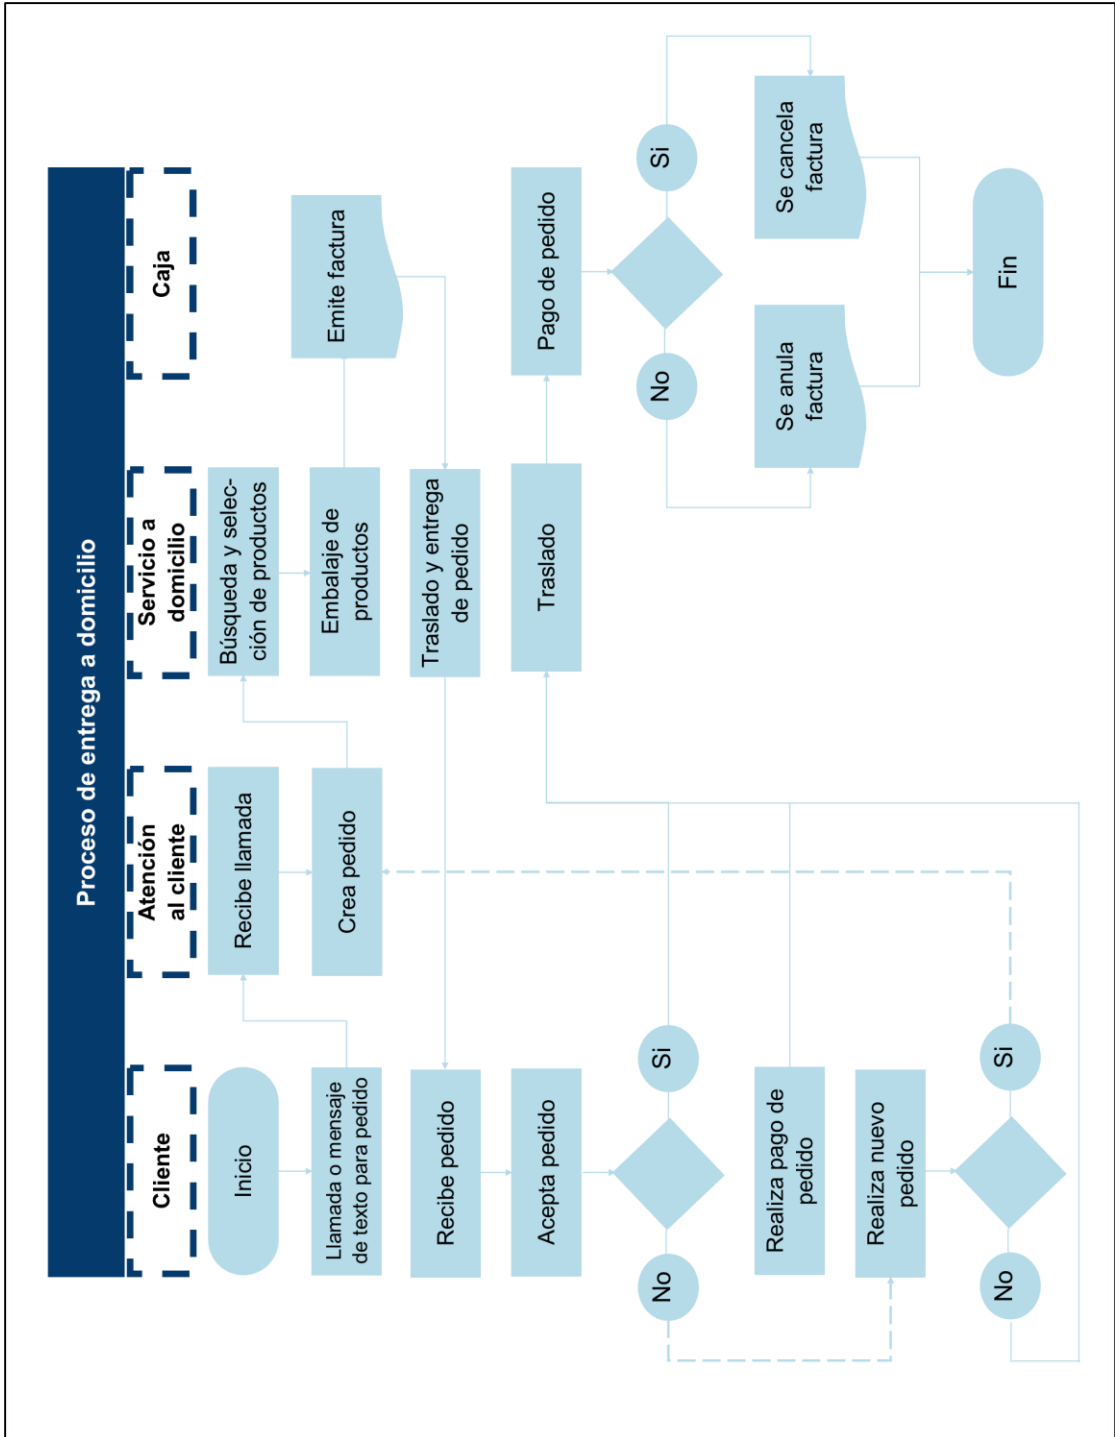 Proceso de entrega a domicilio
Cliente
Atención
al cliente
Servicio a
domicilio
Caja
Inicio
Recibe llamada
Búsqueda y selec-
ción de productos
Llamada o mensaje
de texto para pedido
Crea pedido
Embalaje de
productos
Emite factura
Recibe pedido
Traslado y entrega
de pedido
Acepta pedido
Traslado
Pago de pedido
No
Si
No
Si
Realiza pago de
pedido
Se anula
factura
Se cancela
factura
Realiza nuevo
pedido
No
Si
Fin